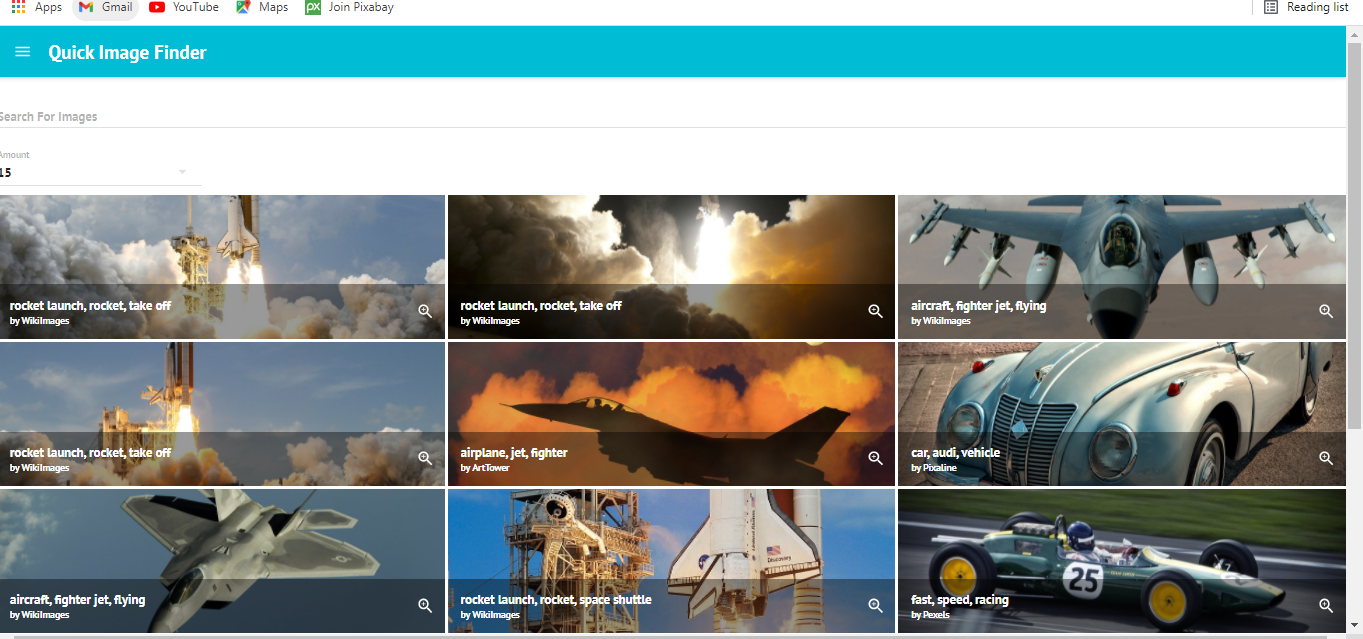 Apps Gmail YouTube Maps px Join Pixabay Reading list
Quick Image Finder
Search For Images
Amount
15
rocket launch, rocket, take off
by WikiImages
rocket launch, rocket, take off
by WikiImages
aircraft, fighter jet, flying
by WikiImages
rocket launch, rocket, take off
by WikiImages
airplane, jet, fighter
by ArtTower
car, audi, vehicle
by Pixaline
aircraft, fighter jet, flying
by WikiImages
Discovery
rocket launch, rocket, space shuttle
by WikiImages
25
fast, speed, racing
by Pexels